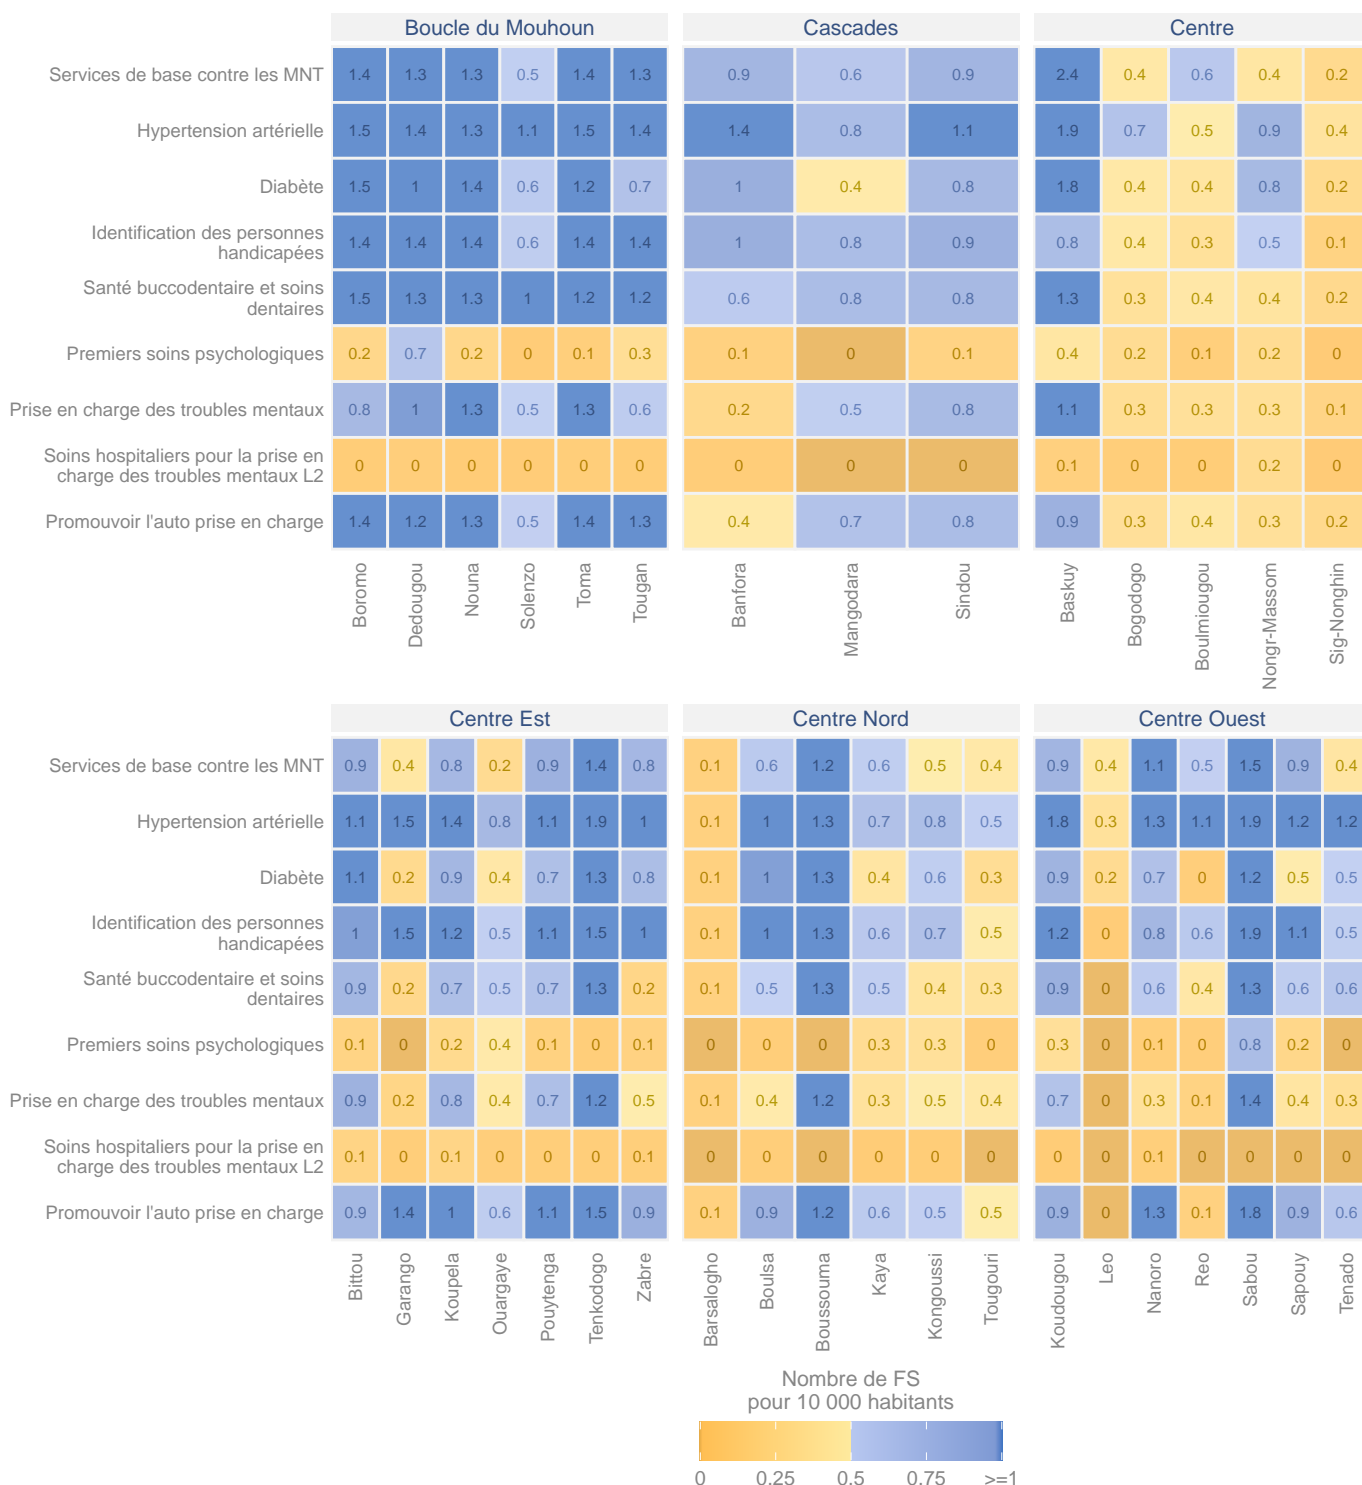 Boucle du Mouhoun Cascades Centre
Services de base contre les MNT 1.4 1.3 1.3 0.5 1.4 1.3 0.9 0.6 0.9 2.4 0.4 0.6 0.4 0.2
Hypertension artérielle 1.5 1.4 1.3 1.1 1.5 1.4 1.4 0.8 1.1 1.9 0.7 0.5 0.9 0.4
Diabète 1.5 1 1.4 0.6 1.2 0.7 1 0.4 0.8 1.8 0.4 0.4 0.8 0.2
Identification des personnes
handicapées 1.4 1.4 1.4 0.6 1.4 1.4 1 0.8 0.9 0.8 0.4 0.3 0.5 0.1
Santé buccodentaire et soins
dentaires 1.5 1.3 1.3 1 1.2 1.2 0.6 0.8 0.8 1.3 0.3 0.4 0.4 0.2
Premiers soins psychologiques 0.2 0.7 0.2 0 0.1 0.3 0.1 0 0.1 0.4 0.2 0.1 0.2 0
Prise en charge des troubles mentaux 0.8 1 1.3 0.5 1.3 0.6 0.2 0.5 0.8 1.1 0.3 0.3 0.3 0.1
Soins hospitaliers pour la prise en
charge des troubles mentaux L2 0 0 0 0 0 0 0 0 0 0.1 0 0 0.2 0
Promouvoir l'auto prise en charge 1.4 1.2 1.3 0.5 1.4 1.3 0.4 0.7 0.8 0.9 0.3 0.4 0.3 0.2
Boromo Dedougou Nouna Solenzo Toma Tougan Banfora Mangodara Sindou Baskuy Bogodogo Boulmiougou Nongr-Massom Sig-Nonghin
Centre Est Centre Nord Centre Ouest
Services de base contre les MNT 0.9 0.4 0.8 0.2 0.9 1.4 0.8 0.1 0.6 1.2 0.6 0.5 0.4 0.9 0.4 1.1 0.5 1.5 0.9 0.4
Hypertension artérielle 1.1 1.5 1.4 0.8 1.1 1.9 1 0.1 1 1.3 0.7 0.8 0.5 1.8 0.3 1.3 1.1 1.9 1.2 1.2
Diabète 1.1 0.2 0.9 0.4 0.7 1.3 0.8 0.1 1 1.3 0.4 0.6 0.3 0.9 0.2 0.7 0 1.2 0.5 0.5
Identification des personnes
handicapées 1 1.5 1.2 0.5 1.1 1.5 1 0.1 1 1.3 0.6 0.7 0.5 1.2 0 0.8 0.6 1.9 1.1 0.5
Santé buccodentaire et soins
dentaires 0.9 0.2 0.7 0.5 0.7 1.3 0.2 0.1 0.5 1.3 0.5 0.4 0.3 0.9 0 0.6 0.4 1.3 0.6 0.6
Premiers soins psychologiques 0.1 0 0.2 0.4 0.1 0 0.1 0 0 0 0.3 0.3 0 0.3 0 0.1 0 0.8 0.2 0
Prise en charge des troubles mentaux 0.9 0.2 0.8 0.4 0.7 1.2 0.5 0.1 0.4 1.2 0.3 0.5 0.4 0.7 0 0.3 0.1 1.4 0.4 0.3
Soins hospitaliers pour la prise en
charge des troubles mentaux L2 0.1 0 0.1 0 0 0 0.1 0 0 0 0 0 0 0 0 0.1 0 0 0 0
Promouvoir l'auto prise en charge 0.9 1.4 1 0.6 1.1 1.5 0.9 0.1 0.9 1.2 0.6 0.5 0.5 0.9 0 1.3 0.1 1.8 0.9 0.6
Bittou Garango Koupela Ouargaye Pouytenga Tenkodogo Zabre Barsalogho Boulsa Boussouma Kaya Kongoussi Tougouri Koudougou Leo Nanoro Reo Sabou Sapouy Tenado
Nombre de FS
pour 10 000 habitants
0 0.25 0.5 0.75 >=1